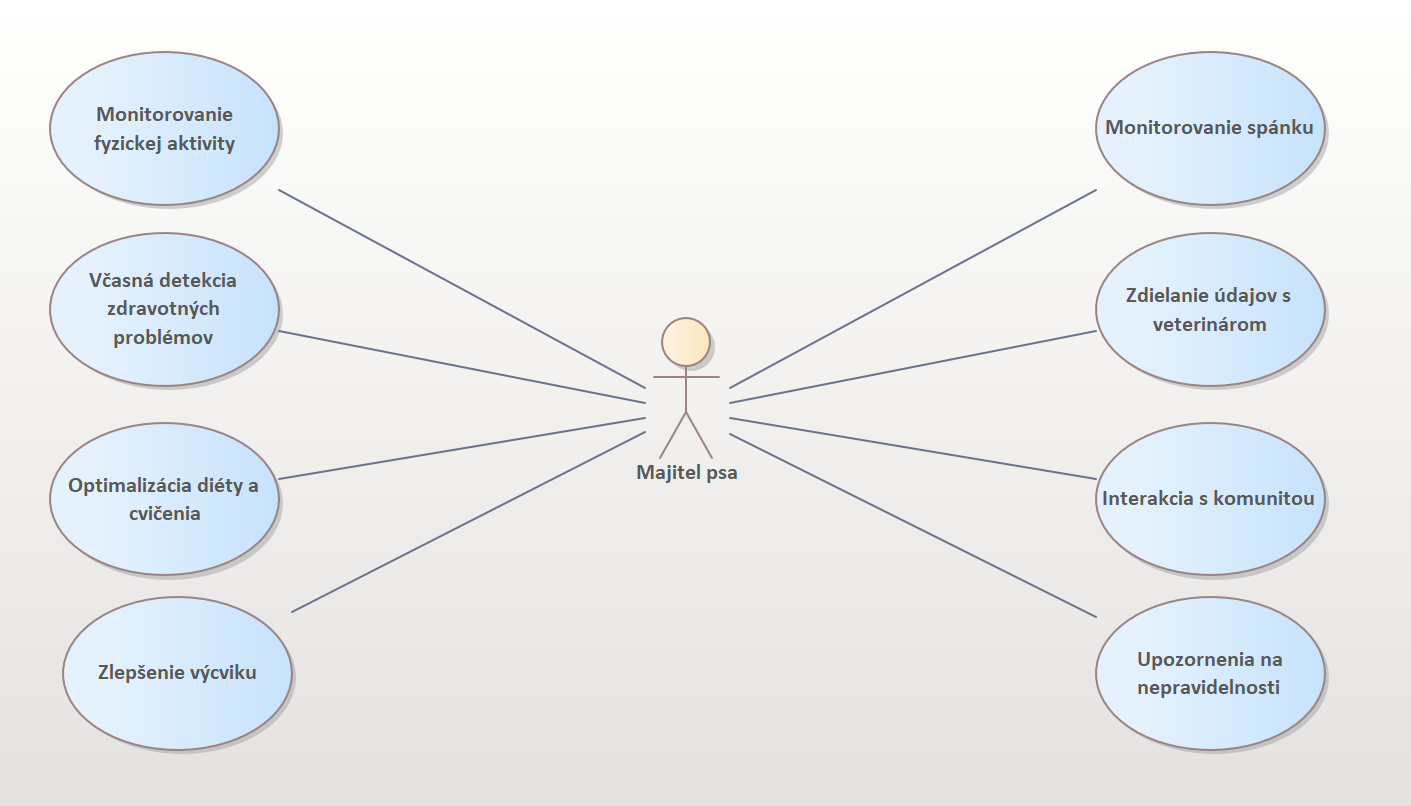 Monitorovanie
fyzickej aktivity
Včasná detekcia
zdravotných
problémov
Optimalizácia diéty a
cvičenia
Zlepšenie výcviku
Majitel psa
Monitorovanie spánku
Zdielanie údajov s
veterinárom
Interakcia s komunitou
Upozornenia na
nepravidelnosti